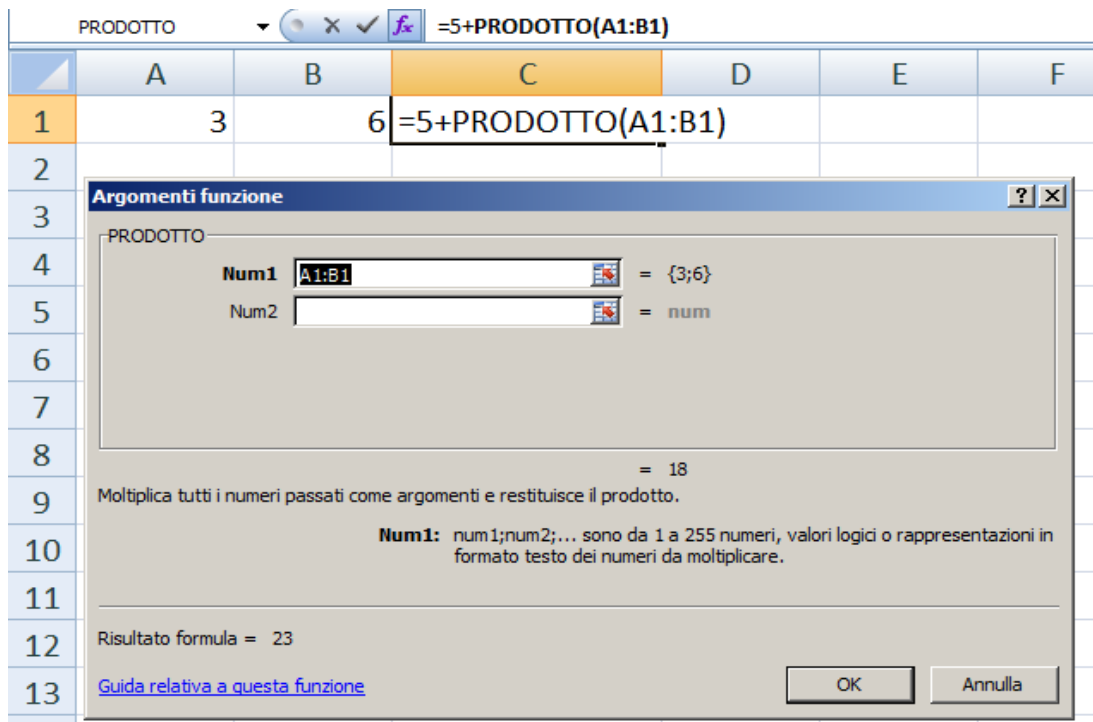 PRODOTTO fx =5+PRODOTTO(A1:B1)
A B C D E F
1 3 6 =5+PRODOTTO(A1:B1)
2
3
4
5
6
7
8
9
10
11
12
13
Argomenti funzione ?
PRODOTTO
Num1 A1:B1 = {3;6}
Num2 = num
= 18
Moltiplica tutti i numeri passati come argomenti e restituisce il prodotto.
Num1: num1;num2;... sono da 1 a 255 numeri, valori logici o rappresentazioni in
formato testo dei numeri da moltiplicare.
Risultato formula = 23
Guida relativa a questa funzione OK Annulla